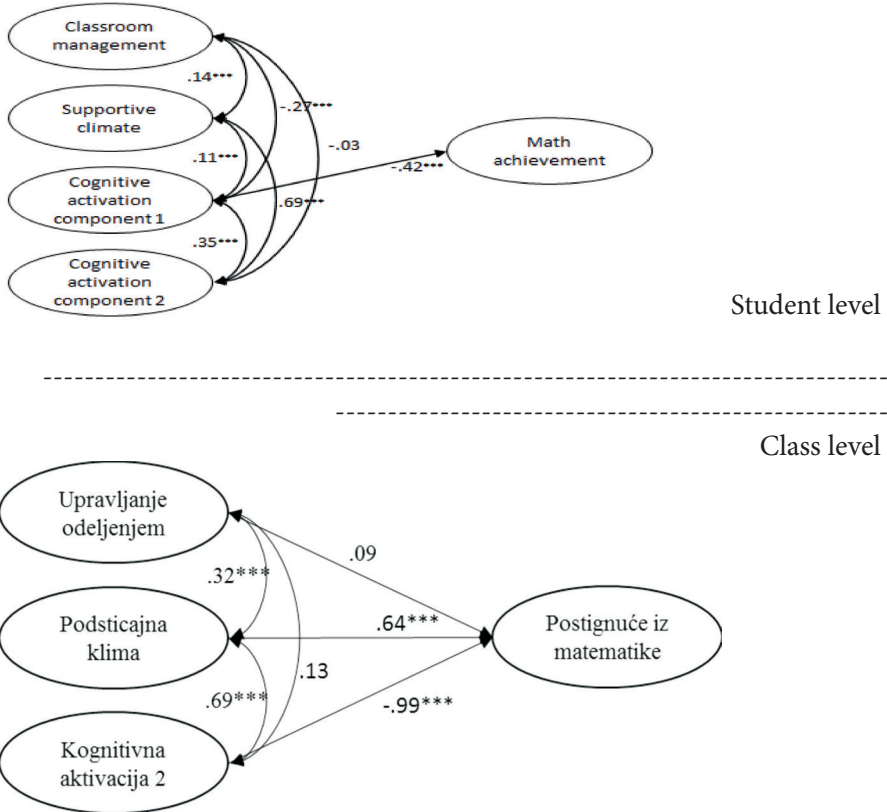 Classroom
management
.14***
-.27***
Supportive
climate
-.03
Math
achievement
.11***
-.42***
Cognitive
activation
component 1
.69***
.35***
Cognitive
activation
component 2
Student level
Class level
Upravljanje
odeljenjem
.09
.32***
Podsticajna
klima
.64***
Postignuće iz
matematike
.13
.69***
-.99***
Kognitivna
aktivacija 2